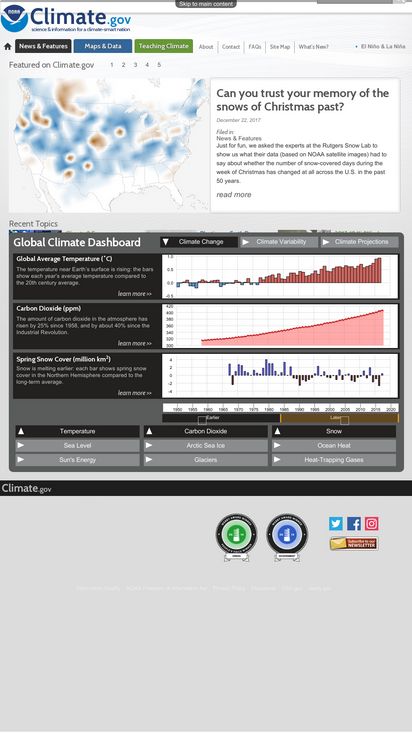 Skip to main content
NOAA
Climate.gov
science & information for a climate-smart nation
News & Features
Maps & Data
Teaching Climate
About
Contact
FAQs
Site Map
What's New?
• El Niño & La Niña
Featured on Climate.gov
1 2 3 4 5
Can you trust your memory of the
snows of Christmas past?
December 22, 2017
Filed in:
News & Features
Just for fun, we asked the experts at the Rutgers Snow Lab to
show us what their data (based on NOAA satellite images) had to
say about whether the number of snow-covered days during the
week of Christmas has changed at all across the U.S. in the past
50 years.
read more
Recent Topics
Global Climate Dashboard
Climate Change
Climate Variability
Climate Projections
Global Average Temperature (°C)
The temperature near Earth's surface is rising: the bars
show each year's average temperature compared to
the 20th century average.
learn more >>
1.0
0.5
0.0
-0.5
Carbon Dioxide (ppm)
The amount of carbon dioxide in the atmosphere has
risen by 25% since 1958, and by about 40% since the
Industrial Revolution.
learn more >>
420
400
380
360
340
320
300
Spring Snow Cover (million km²)
Snow is melting earlier: each bar shows spring snow
cover in the Northern Hemisphere compared to the
long-term average.
learn more >>
4
2
0
-2
-4
1950 1955 1960 1965 1970 1975 1980 1985 1990 1995 2000 2005 2010 2015 2020
Earlier
Later
Temperature
Carbon Dioxide
Snow
Sea Level
Arctic Sea Ice
Ocean Heat
Sun's Energy
Glaciers
Heat-Trapping Gases
Climate.gov
Subscribe to our
NEWSLETTER